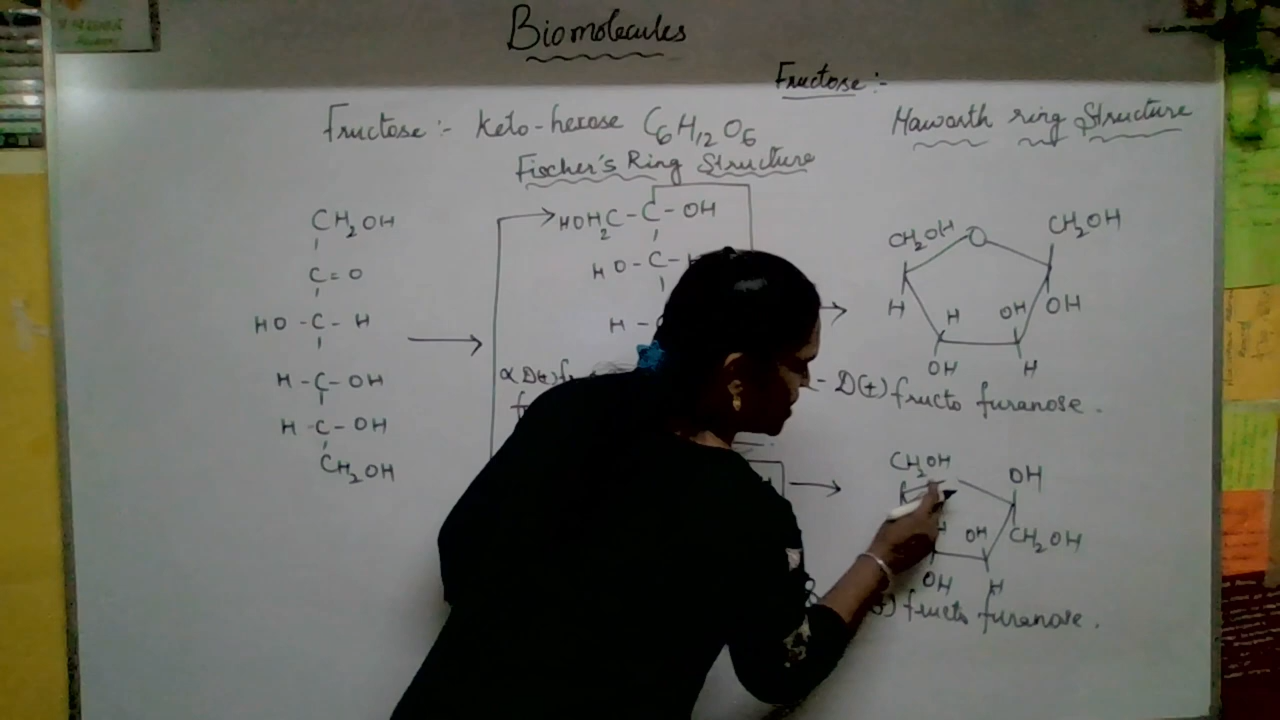 Biomolecules
Fructose :-
Fructose :- Keto-hexose C6H12O6
Haworth ring Structure
Fischer's Ring Structure
CH2OH
C = O
HO - C - H
H - C - OH
H - C - OH
CH2OH
HOH2C - C - OH
HO - C - H
H -
α D(+) 
CH2OH O CH2OH
H H OH OH
OH H
- D(+) fructo furanose.
CH2OH OH
H OH CH2OH
OH H
fructo furanose.